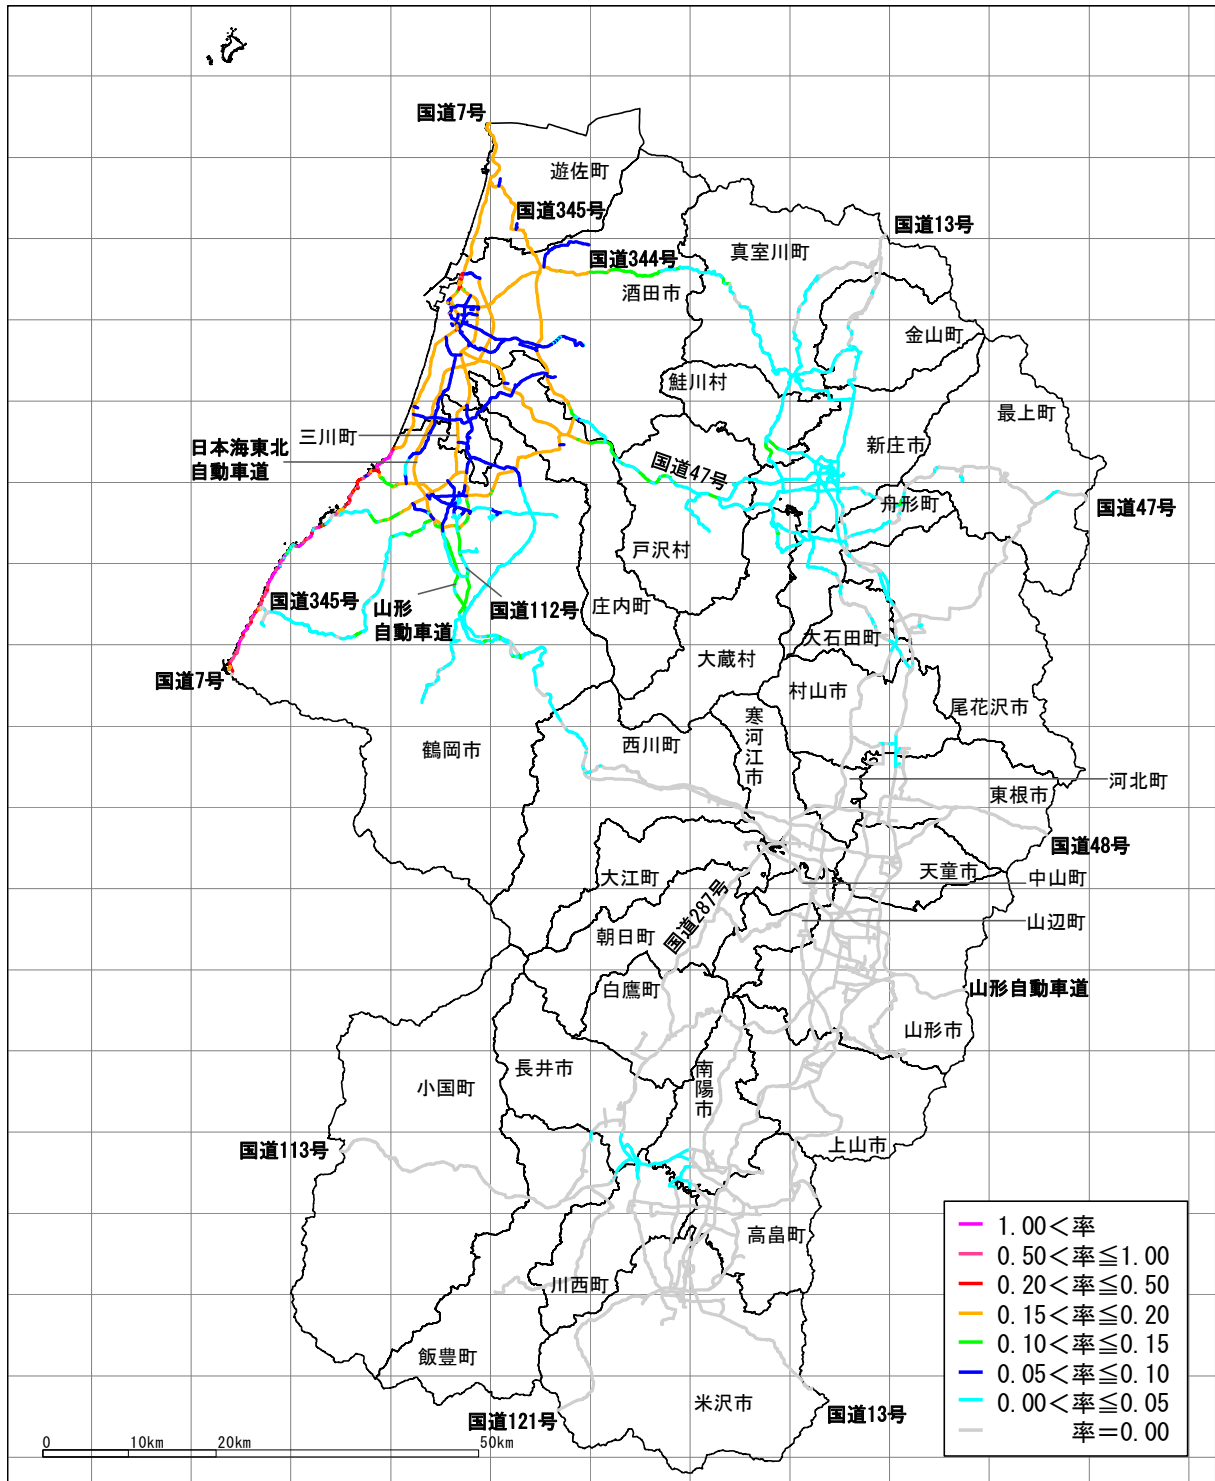 国道7号
遊佐町
国道345号
国道13号
真室川町
国道344号
酒田市
金山町
鮭川村
最上町
三川町
新庄市
日本海東北
自動車道
国道47号
舟形町
国道47号
戸沢村
国道345号
山形
自動車道
国道112号
庄内町
大石田町
大蔵村
国道7号
村山市
尾花沢市
寒河江市
鶴岡市
西川町
河北町
東根市
国道48号
大江町
天童市
中山町
国道287号
朝日町
山辺町
白鷹町
山形自動車道
山形市
長井市
南陽市
小国町
国道113号
上山市
高畠町
川西町
飯豊町
米沢市
国道121号
国道13号
1.00＜率
0.50＜率≦1.00
0.20＜率≦0.50
0.15＜率≦0.20
0.10＜率≦0.15
0.05＜率≦0.10
0.00＜率≦0.05
率＝0.00
0 10km 20km 50km